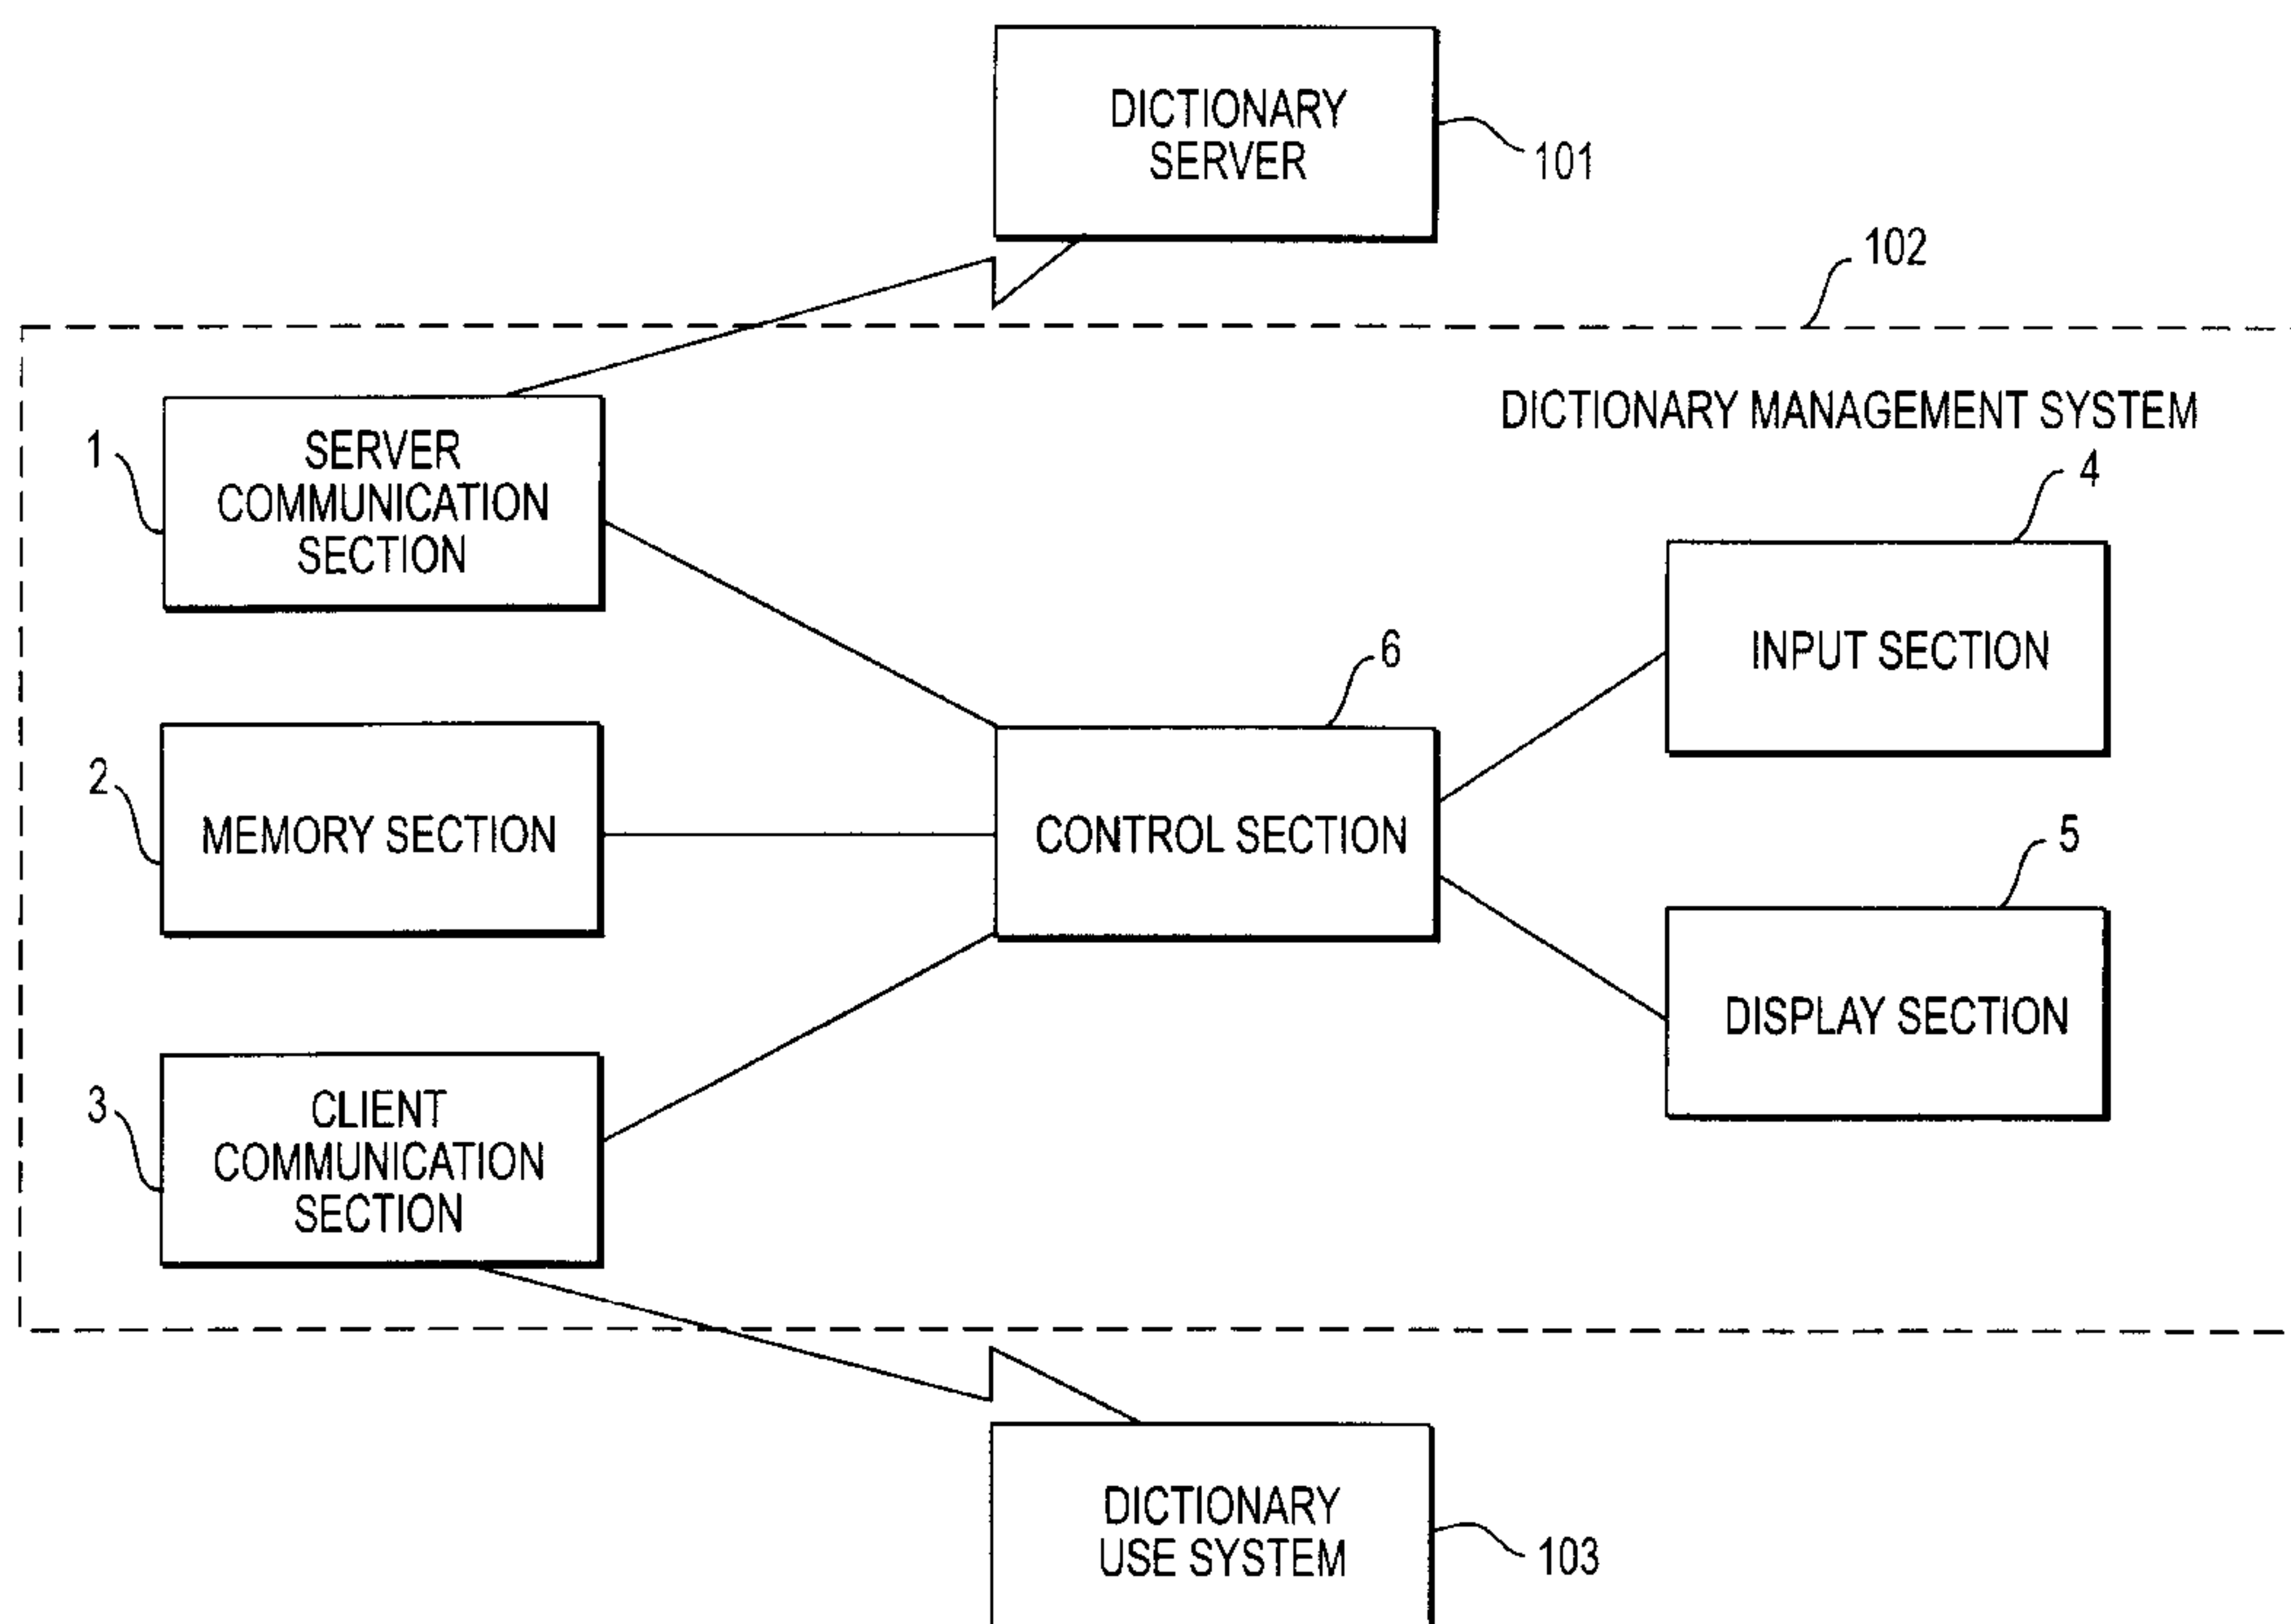 DICTIONARY
SERVER
101
102
DICTIONARY MANAGEMENT SYSTEM
1
SERVER
COMMUNICATION
SECTION
4
INPUT SECTION
6
2
MEMORY SECTION
CONTROL SECTION
5
DISPLAY SECTION
3
CLIENT
COMMUNICATION
SECTION
DICTIONARY
USE SYSTEM
103